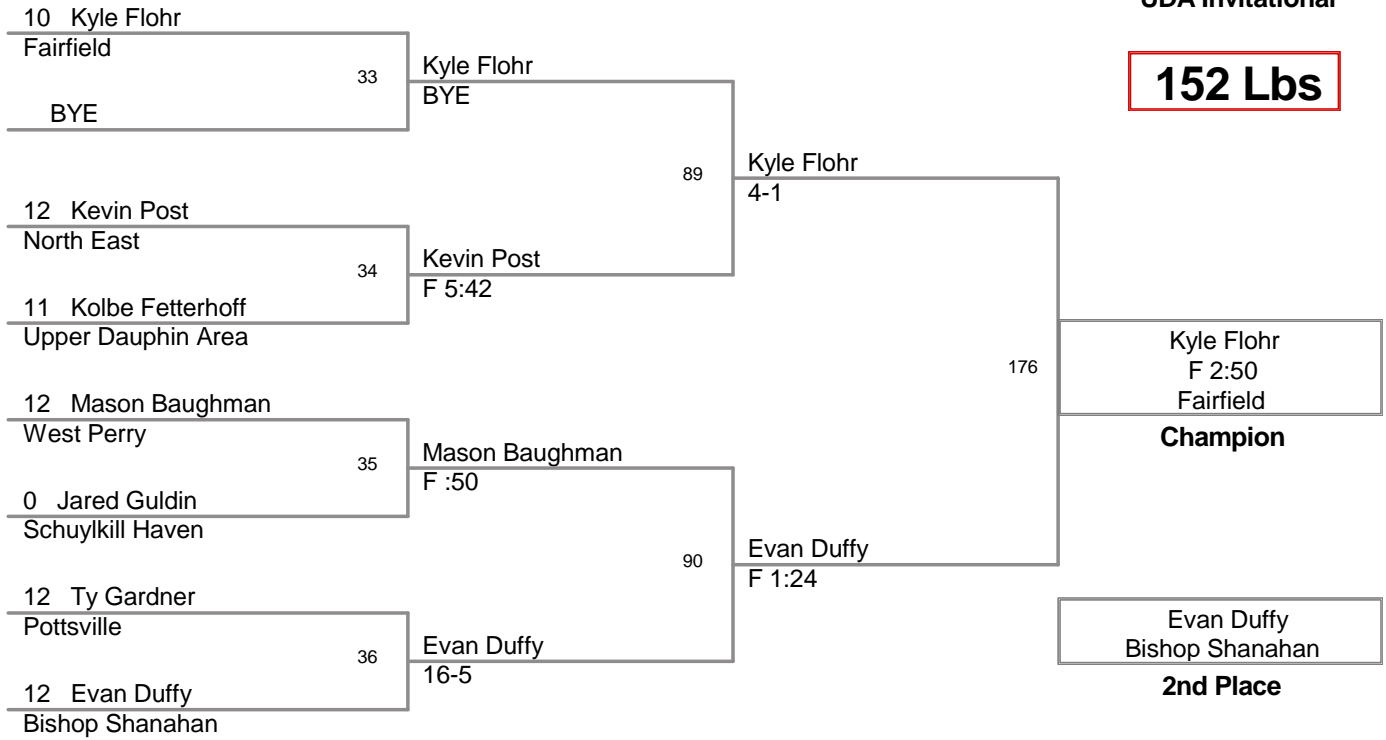 UDA Invitational
152 Lbs
10 Kyle Flohr
Fairfield
33
BYE
Kyle Flohr
BYE
89
Kyle Flohr
4-1
12 Kevin Post
North East
34
11 Kolbe Fetterhoff
Upper Dauphin Area
Kevin Post
F 5:42
176
Kyle Flohr
F 2:50
Fairfield
Champion
12 Mason Baughman
West Perry
35
0 Jared Guldin
Schuylkill Haven
Mason Baughman
F :50
90
Evan Duffy
F 1:24
12 Ty Gardner
Pottsville
36
12 Evan Duffy
Bishop Shanahan
Evan Duffy
16-5
Evan Duffy
Bishop Shanahan
2nd Place